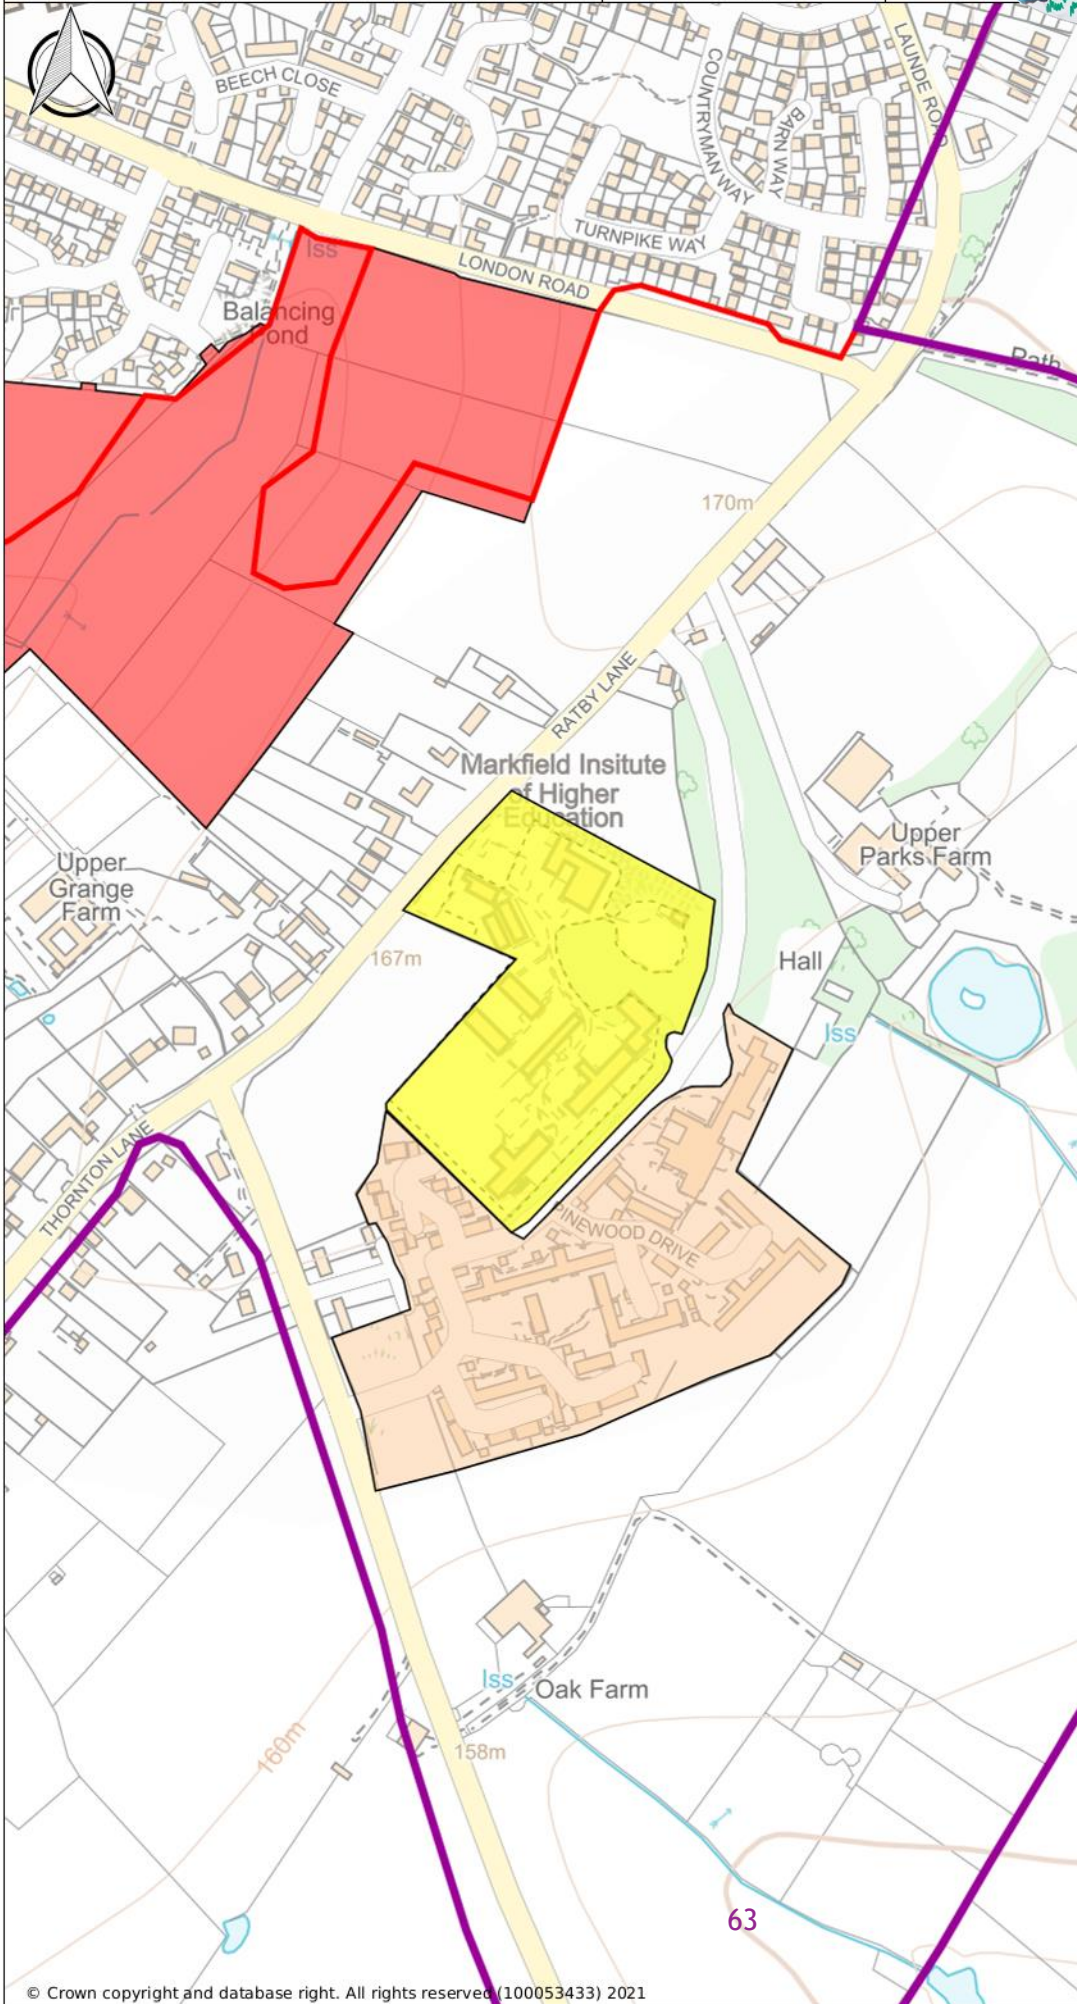 BEECH CLOSE
COUNTRYMAN WAY
BARN WAY
LAUNDE ROAD
TURNPIKE WAY
LONDON ROAD
Iss
Balancing
Pond
Path
170m
RATBY LANE
Markfield Insitute
of Higher
Education
Upper
Parks Farm
Upper
Grange
Farm
167m
Hall
Iss
THORNTON LANE
PINEWOOD DRIVE
Iss
Oak Farm
160m
158m
63
© Crown copyright and database right. All rights reserved (100053433) 2021